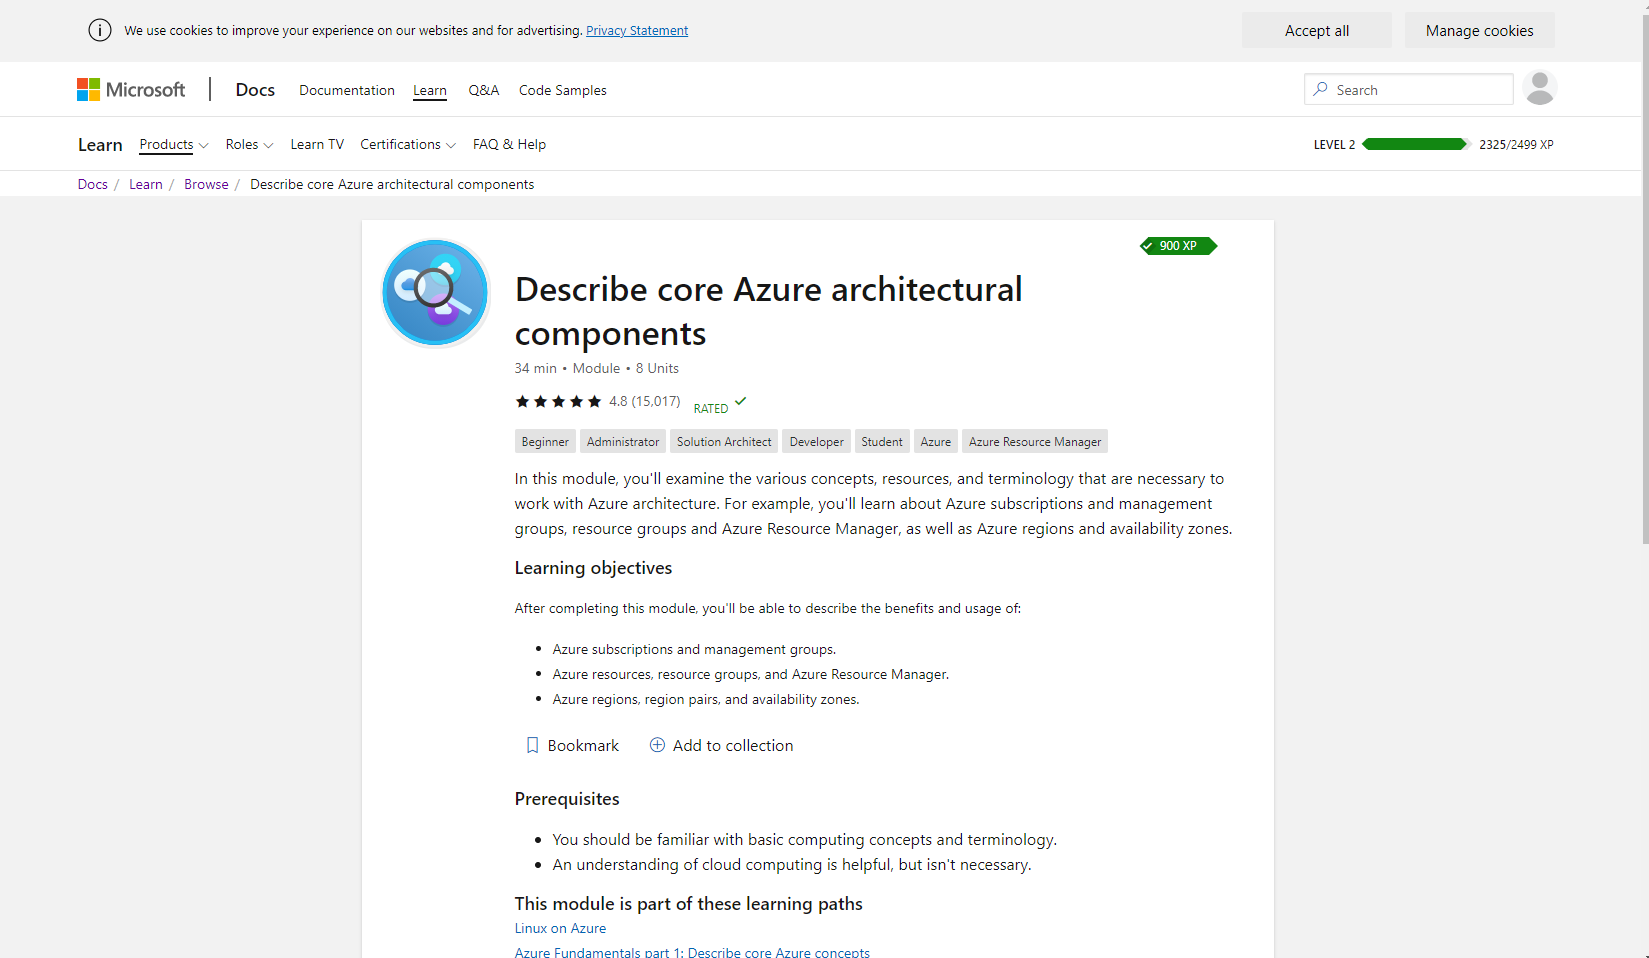 We use cookies to improve your experience on our websites and for advertising. Privacy Statement
Accept all
Manage cookies
Microsoft
Docs
Documentation
Learn
Q&A
Code Samples
Search
Learn
Products
Roles
Learn TV
Certifications
FAQ & Help
LEVEL 2
2325/2499 XP
Docs / Learn / Browse / Describe core Azure architectural components
900 XP
Describe core Azure architectural
components
34 min • Module • 8 Units
4.8 (15,017)
RATED
Beginner
Administrator
Solution Architect
Developer
Student
Azure
Azure Resource Manager
In this module, you'll examine the various concepts, resources, and terminology that are necessary to
work with Azure architecture. For example, you'll learn about Azure subscriptions and management
groups, resource groups and Azure Resource Manager, as well as Azure regions and availability zones.
Learning objectives
After completing this module, you'll be able to describe the benefits and usage of:
• Azure subscriptions and management groups.
• Azure resources, resource groups, and Azure Resource Manager.
• Azure regions, region pairs, and availability zones.
Bookmark
Add to collection
Prerequisites
• You should be familiar with basic computing concepts and terminology.
• An understanding of cloud computing is helpful, but isn't necessary.
This module is part of these learning paths
Linux on Azure
Azure Fundamentals part 1: Describe core Azure concepts